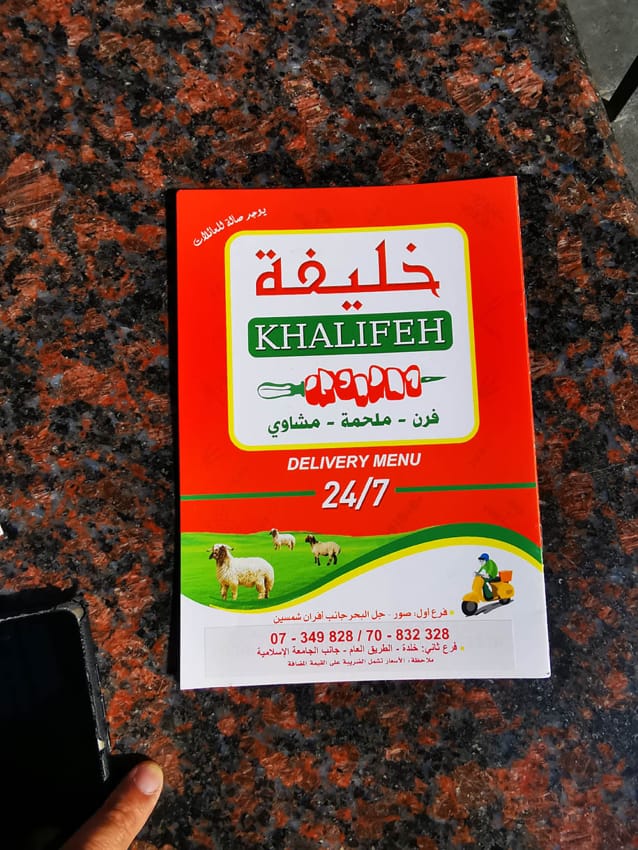 يوجد صالة للعائلات
خليفة
KHALIFEH
فرن - ملحمة - مشاوي
DELIVERY MENU
24/7
فرع أول: صور - جل البحر جانب أفران شمسين
07 - 349 828 / 70 - 832 328
فرع ثاني: خلدة - الطريق العام - جانب الجامعة الإسلامية
ملاحظة: الأسعار تشمل الضريبة على القيمة المضافة